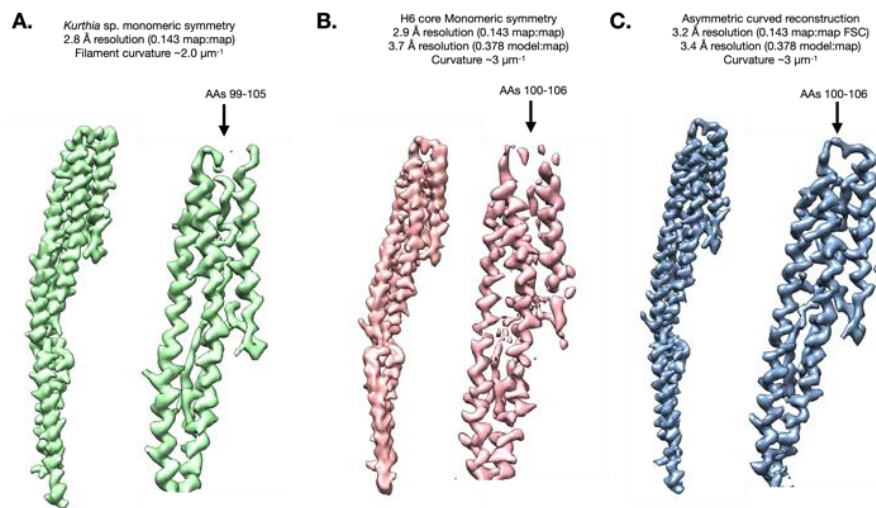 A.
Kurthia sp. monomeric symmetry
2.8 Å resolution (0.143 map:map)
Filament curvature ~2.0 μm⁻¹
AAs 99-105
B.
H6 core Monomeric symmetry
2.9 Å resolution (0.143 map:map)
3.7 Å resolution (0.378 model:map)
Curvature ~3 μm⁻¹
AAs 100-106
C.
Asymmetric curved reconstruction
3.2 Å resolution (0.143 map:map FSC)
3.4 Å resolution (0.378 model:map)
Curvature ~3 μm⁻¹
AAs 100-106